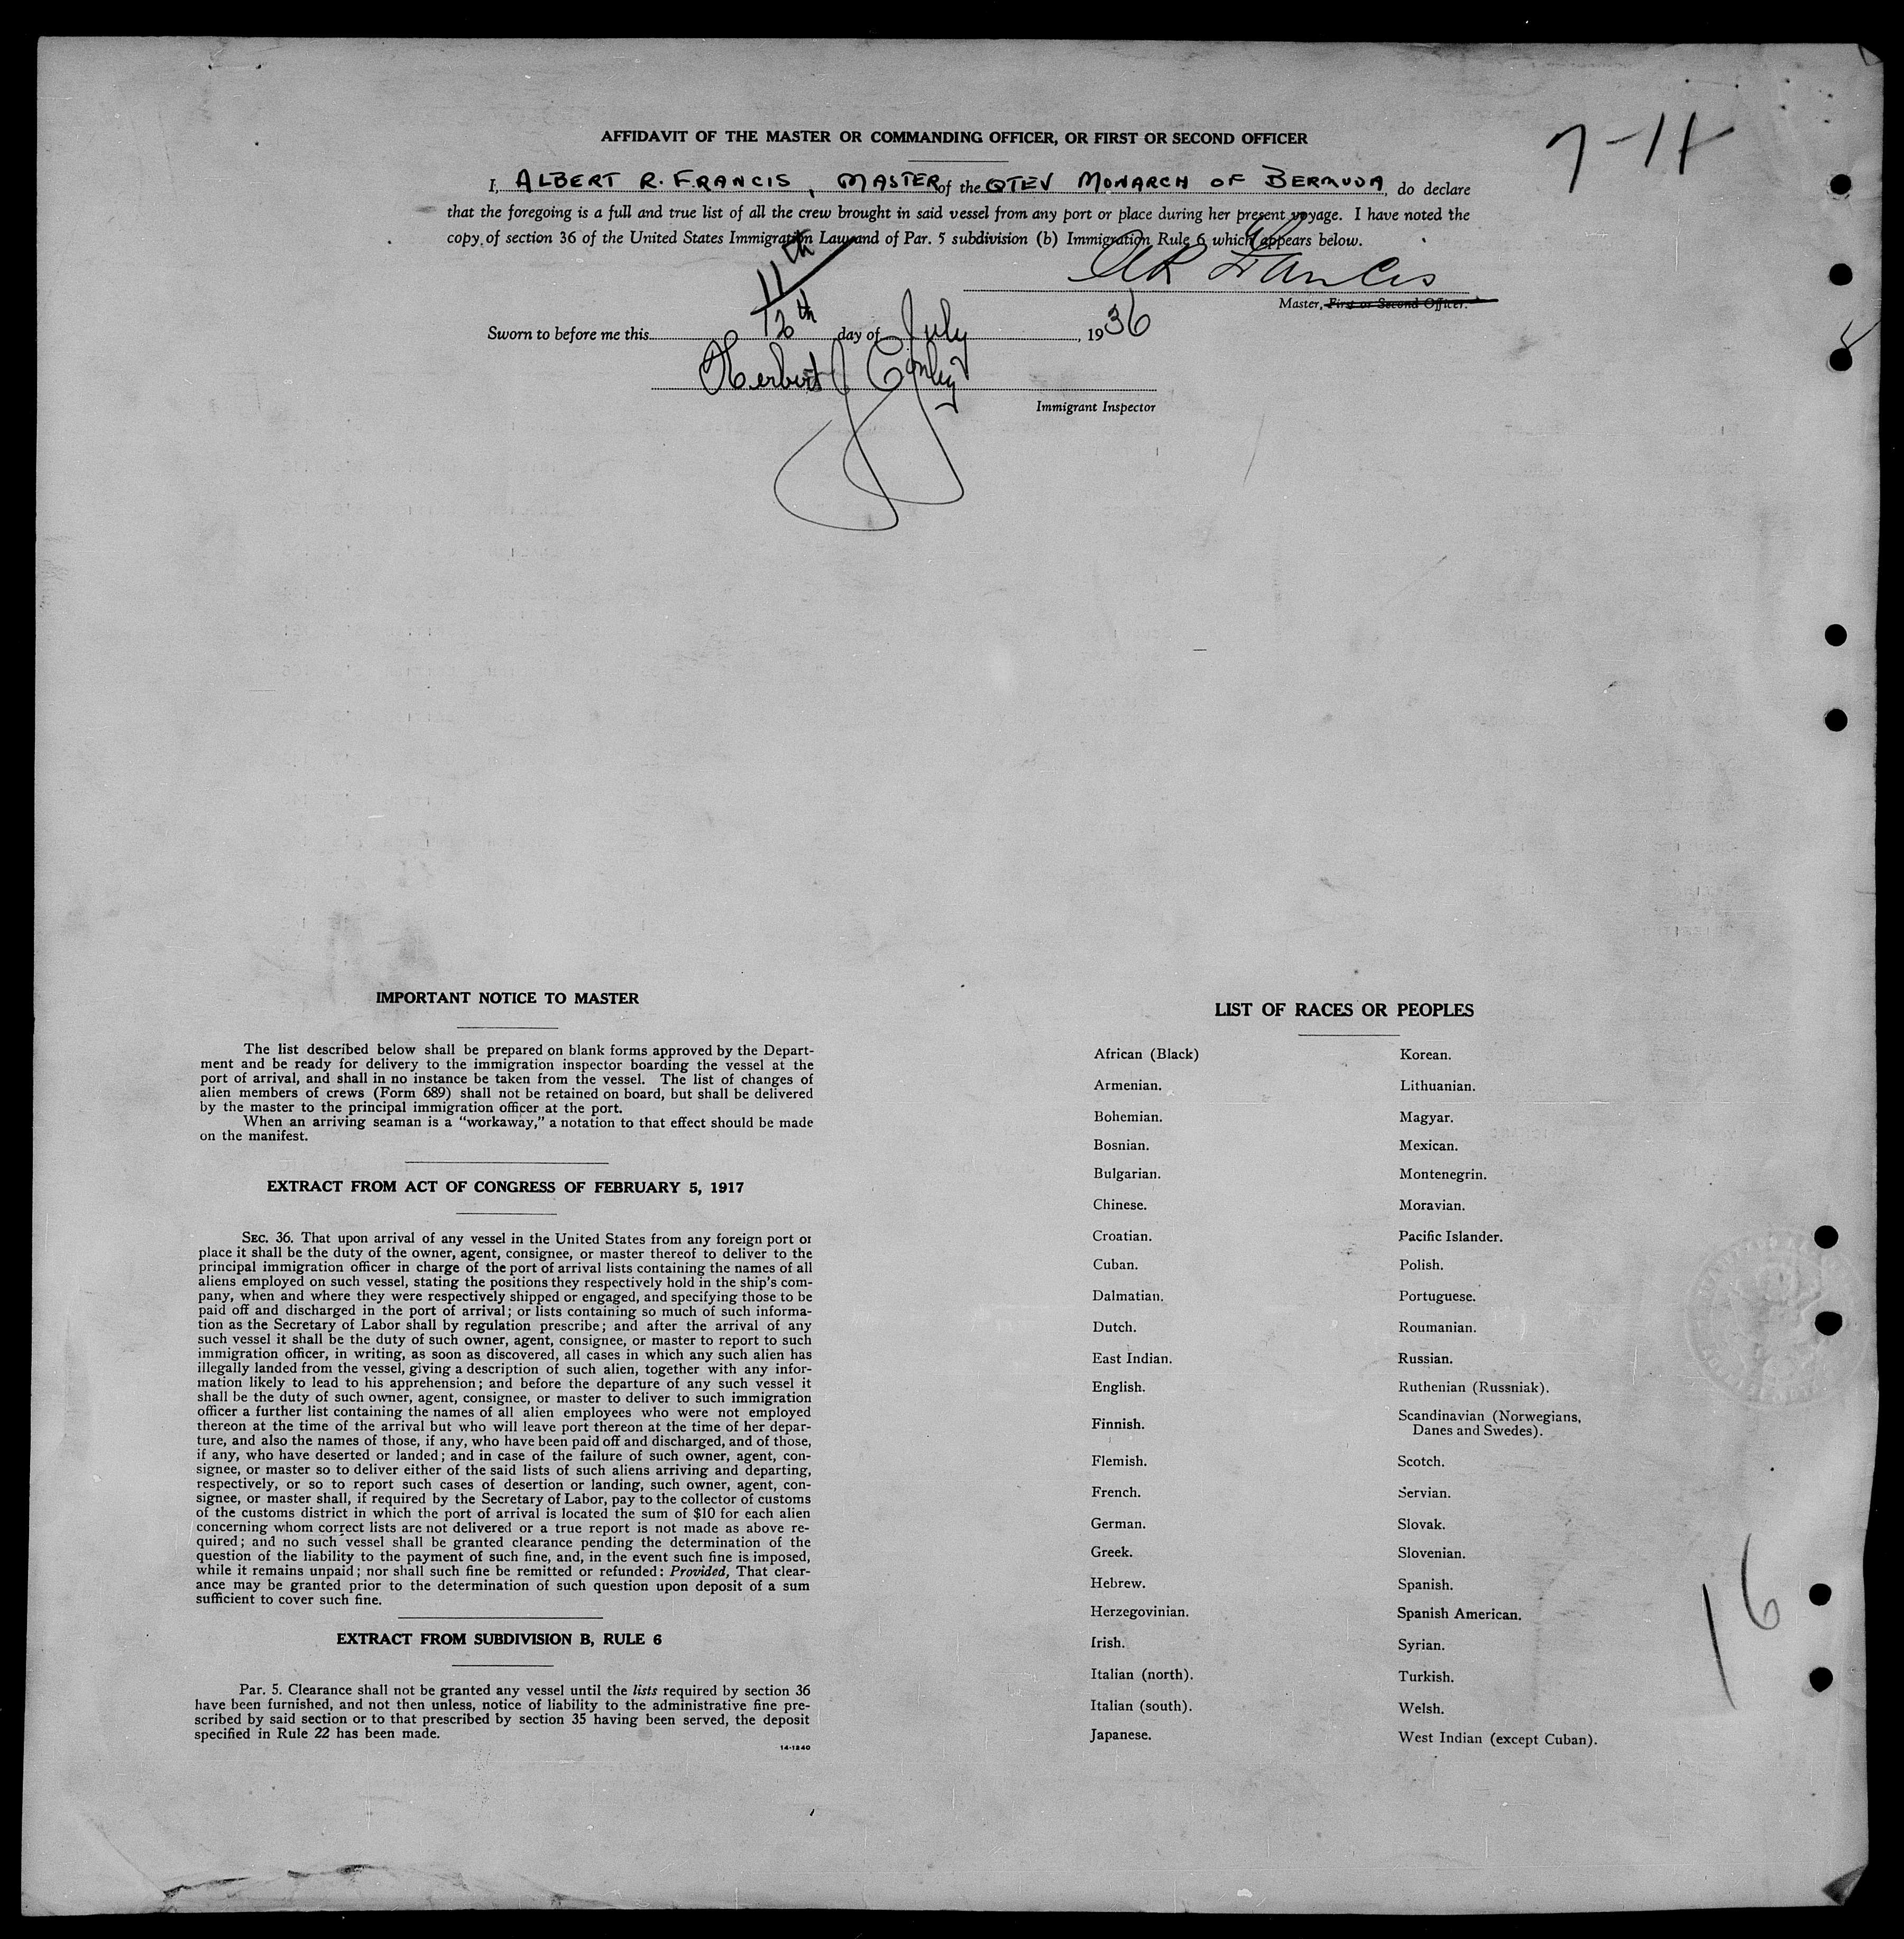 7-11
AFFIDAVIT OF THE MASTER OR COMMANDING OFFICER, OR FIRST OR SECOND OFFICER
I, ALBERT R. FRANCIS, MASTER of the QTEV MONARCH OF BERMUDA, do declare
that the foregoing is a full and true list of all the crew brought in said vessel from any port or place during her present voyage. I have noted the
copy of section 36 of the United States Immigration Law and of Par. 5 subdivision (b) Immigration Rule 6 which appears below.
AR Francis
Master, First or Second Officer.
11th
Sworn to before me this 12th day of July, 1936
Herbert J
Immigrant Inspector
IMPORTANT NOTICE TO MASTER
The list described below shall be prepared on blank forms approved by the Depart-
ment and be ready for delivery to the immigration inspector boarding the vessel at the
port of arrival, and shall in no instance be taken from the vessel. The list of changes of
alien members of crews (Form 689) shall not be retained on board, but shall be delivered
by the master to the principal immigration officer at the port.
When an arriving seaman is a "workaway," a notation to that effect should be made
on the manifest.
EXTRACT FROM ACT OF CONGRESS OF FEBRUARY 5, 1917
SEC. 36. That upon arrival of any vessel in the United States from any foreign port or
place it shall be the duty of the owner, agent, consignee, or master thereof to deliver to the
principal immigration officer in charge of the port of arrival lists containing the names of all
aliens employed on such vessel, stating the positions they respectively hold in the ship's com-
pany, when and where they were respectively shipped or engaged, and specifying those to be
paid off and discharged in the port of arrival; or lists containing so much of such informa-
tion as the Secretary of Labor shall by regulation prescribe; and after the arrival of any
such vessel it shall be the duty of such owner, agent, consignee, or master to report to such
immigration officer, in writing, as soon as discovered, all cases in which any such alien has
illegally landed from the vessel, giving a description of such alien, together with any infor-
mation likely to lead to his apprehension; and before the departure of any such vessel it
shall be the duty of such owner, agent, consignee, or master to deliver to such immigration
officer a further list containing the names of all alien employees who were not employed
thereon at the time of the arrival but who will leave port thereon at the time of her depar-
ture, and also the names of those, if any, who have been paid off and discharged, and of those,
if any, who have deserted or landed; and in case of the failure of such owner, agent, con-
signee, or master so to deliver either of the said lists of such aliens arriving and departing,
respectively, or so to report such cases of desertion or landing, such owner, agent, con-
signee, or master shall, if required by the Secretary of Labor, pay to the collector of customs
of the customs district in which the port of arrival is located the sum of $10 for each alien
concerning whom correct lists are not delivered or a true report is not made as above re-
quired; and no such vessel shall be granted clearance pending the determination of the
question of the liability to the payment of such fine, and, in the event such fine is imposed,
while it remains unpaid; nor shall such fine be remitted or refunded: Provided, That clear-
ance may be granted prior to the determination of such question upon deposit of a sum
sufficient to cover such fine.
EXTRACT FROM SUBDIVISION B, RULE 6
Par. 5. Clearance shall not be granted any vessel until the lists required by section 36
have been furnished, and not then unless, notice of liability to the administrative fine pre-
scribed by said section or to that prescribed by section 35 having been served, the deposit
specified in Rule 22 has been made.
14-1240
LIST OF RACES OR PEOPLES
African (Black)
Armenian.
Bohemian.
Bosnian.
Bulgarian.
Chinese.
Croatian.
Cuban.
Dalmatian.
Dutch.
East Indian.
English.
Finnish.
Flemish.
French.
German.
Greek.
Hebrew.
Herzegovinian.
Irish.
Italian (north).
Italian (south).
Japanese.
Korean.
Lithuanian.
Magyar.
Mexican.
Montenegrin.
Moravian.
Pacific Islander.
Polish.
Portuguese.
Roumanian.
Russian.
Ruthenian (Russniak).
Scandinavian (Norwegians,
Danes and Swedes).
Scotch.
Servian.
Slovak.
Slovenian.
Spanish.
Spanish American.
Syrian.
Turkish.
Welsh.
West Indian (except Cuban).
16